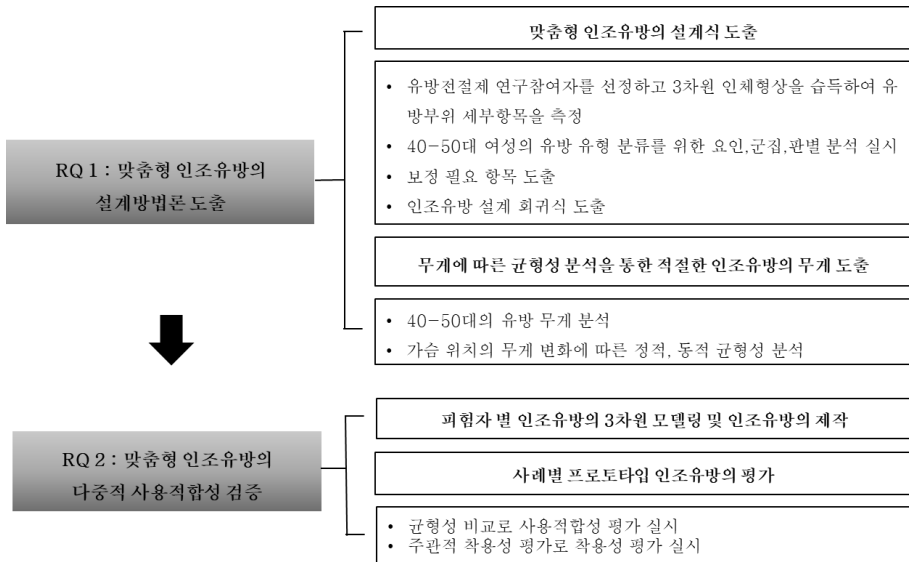 맞춤형 인조유방의 설계식 도출
• 유방전절제 연구참여자를 선정하고 3차원 인체형상을 습득하여 유
방부위 세부항목을 측정
• 40-50대 여성의 유방 유형 분류를 위한 요인,군집,판별 분석 실시
• 보정 필요 항목 도출
• 인조유방 설계 회귀식 도출
RQ 1 : 맞춤형 인조유방의
설계방법론 도출
무게에 따른 균형성 분석을 통한 적절한 인조유방의 무게 도출
• 40-50대의 유방 무게 분석
• 가슴 위치의 무게 변화에 따른 정적, 동적 균형성 분석
피험자 별 인조유방의 3차원 모델링 및 인조유방의 제작
RQ 2 : 맞춤형 인조유방의
다중적 사용적합성 검증
사례별 프로토타입 인조유방의 평가
• 균형성 비교로 사용적합성 평가 실시
• 주관적 착용성 평가로 착용성 평가 실시